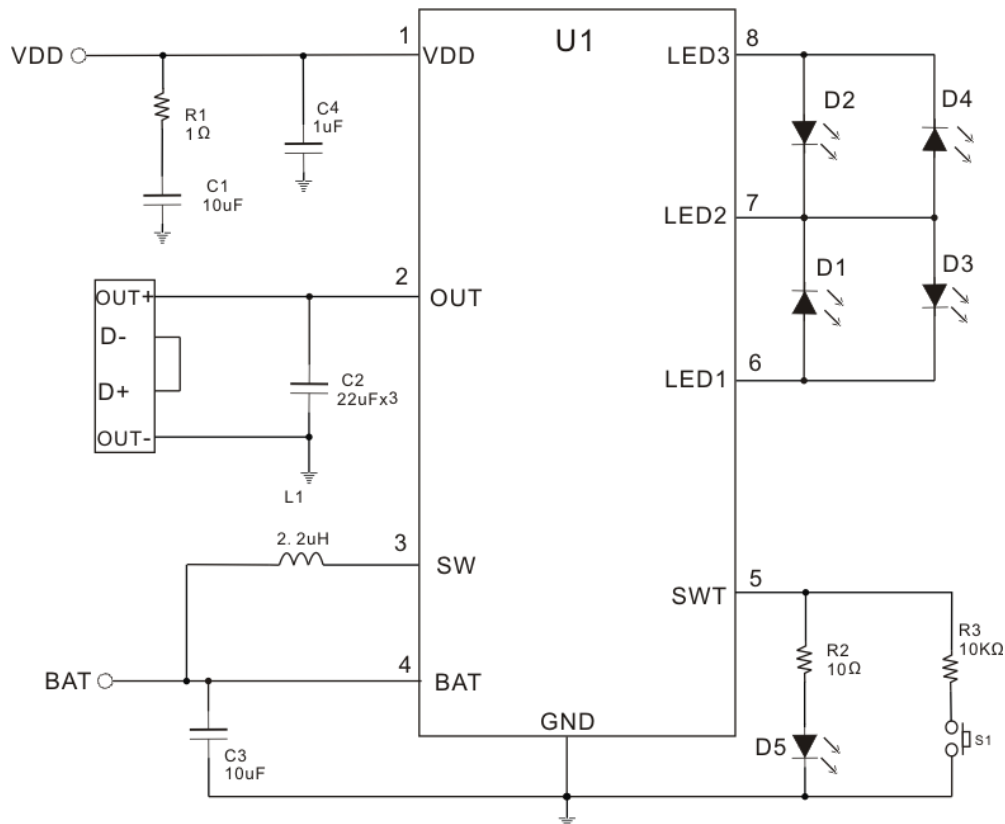 U1
VDD
1
VDD
R1
1Ω
C4
1uF
C1
10uF
2
OUT
OUT+
D-
D+
OUT-
C2
22uFx3
L1
2.2uH
3
SW
BAT
4
BAT
C3
10uF
GND
LED3
8
D2
D4
LED2
7
D1
D3
LED1
6
SWT
5
R2
10Ω
R3
10KΩ
D5
S1